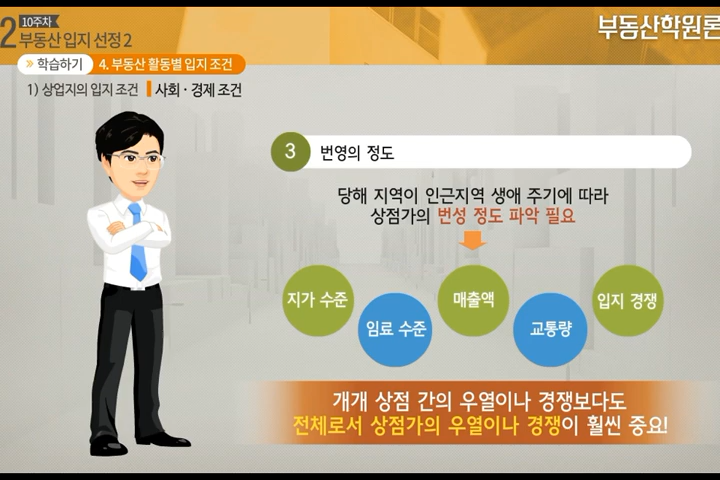 10주차
2 부동산 입지 선정 2
부동산학원론
» 학습하기 4. 부동산 활동별 입지 조건
1) 상업지의 입지 조건 사회 · 경제 조건
3 번영의 정도
당해 지역이 인근지역 생애 주기에 따라
상점가의 번성 정도 파악 필요
지가 수준
임료 수준
매출액
교통량
입지 경쟁
개개 상점 간의 우열이나 경쟁보다도
전체로서 상점가의 우열이나 경쟁이 훨씬 중요!